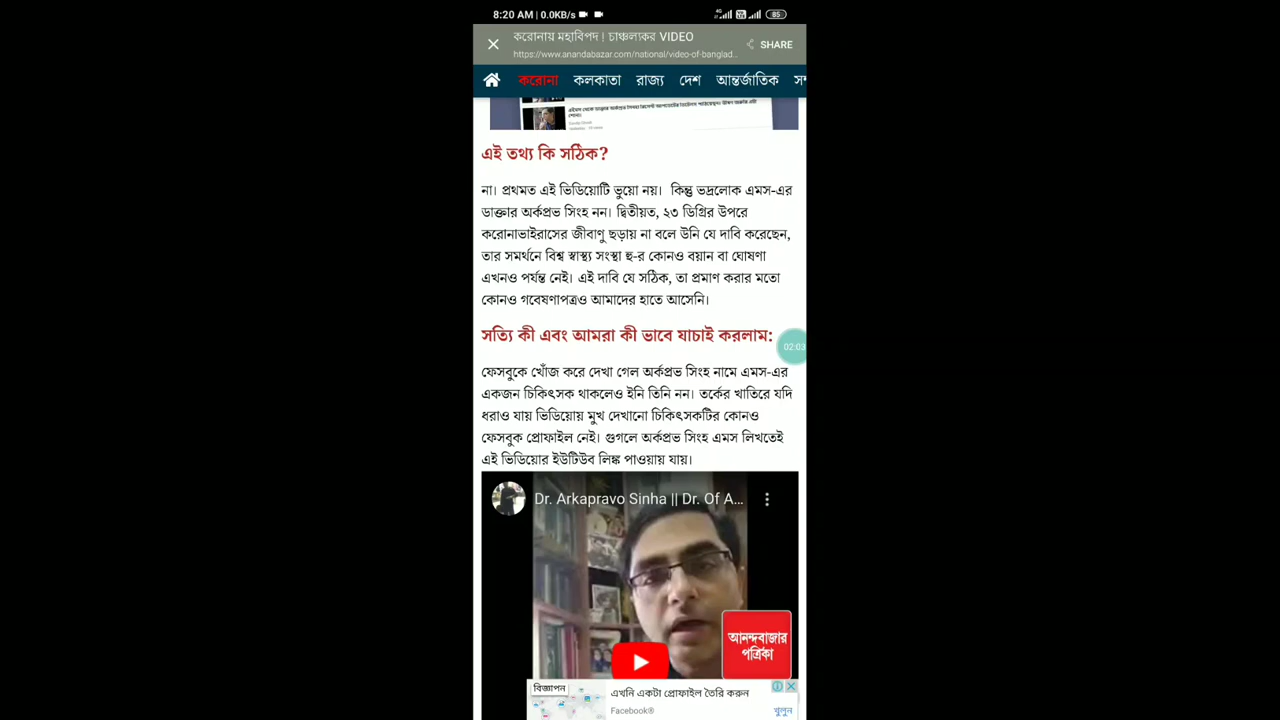 8:20 AM | 0.0KB/s
4G
85
করোনায় মহাবিপদ ! চাঞ্চল্যকর VIDEO
https://www.anandabazar.com/national/video-of-banglad..
SHARE
করোনা কলকাতা রাজ্য দেশ আন্তর্জাতিক সম্
এই তথ্য কি সঠিক?
না। প্রথমত এই ভিডিয়োটি ভুয়ো নয়। কিন্তু ভদ্রলোক এমস-এর
ডাক্তার অর্কপ্রভ সিংহ নন। দ্বিতীয়ত, ২৩ ডিগ্রির উপরে
করোনাভাইরাসের জীবাণু ছড়ায় না বলে উনি যে দাবি করেছেন,
তার সমর্থনে বিশ্ব স্বাস্থ্য সংস্থা হু-র কোনও বয়ান বা ঘোষণা
এখনও পর্যন্ত নেই। এই দাবি যে সঠিক, তা প্রমাণ করার মতো
কোনও গবেষণাপত্রও আমাদের হাতে আসেনি।
সত্যি কী এবং আমরা কী ভাবে যাচাই করলাম:
02:03
ফেসবুকে খোঁজ করে দেখা গেল অর্কপ্রভ সিংহ নামে এমস-এর
একজন চিকিৎসক থাকলেও ইনি তিনি নন। তর্কের খাতিরে যদি
ধরাও যায় ভিডিয়োয় মুখ দেখানো চিকিৎসকটির কোনও
ফেসবুক প্রোফাইল নেই। গুগলে অর্কপ্রভ সিংহ এমস লিখতেই
এই ভিডিয়োর ইউটিউব লিঙ্ক পাওয়ায় যায়।
Dr. Arkapravo Sinha || Dr. Of A...
আনন্দবাজার
পত্রিকা
বিজ্ঞাপন
এখনি একটা প্রোফাইল তৈরি করুন
Facebook®
খুলুন